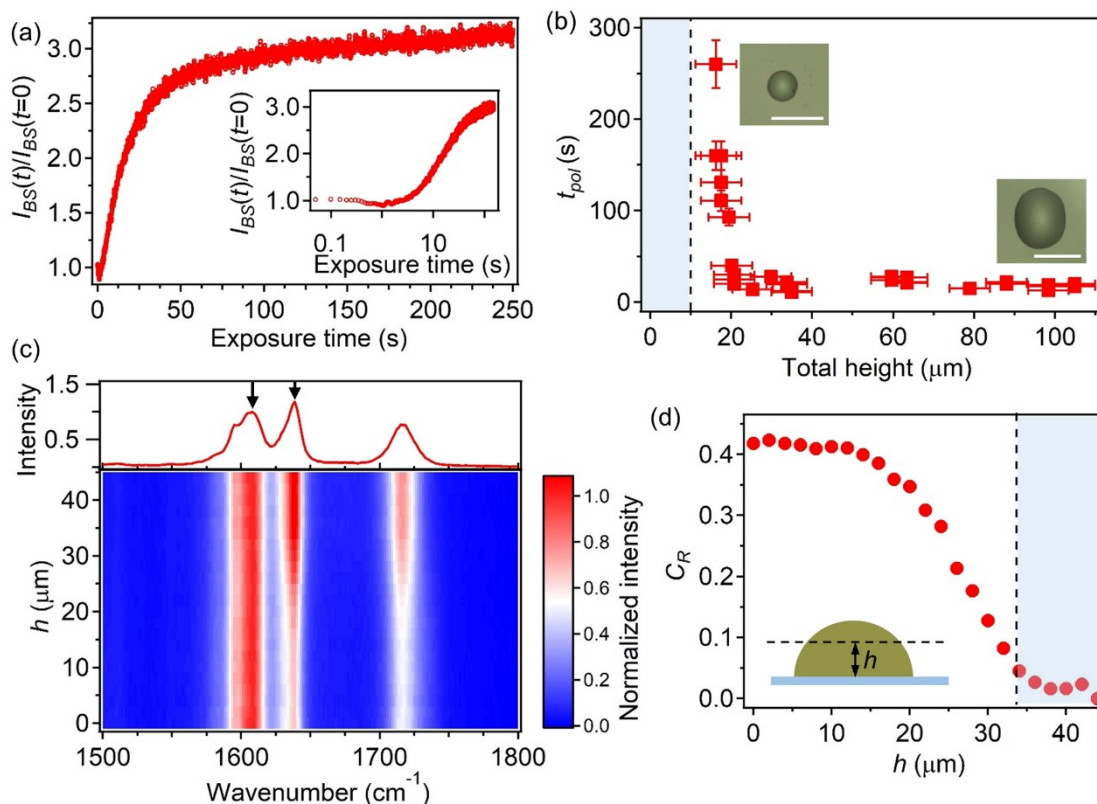 (a)
I_BS(t)/I_BS(t=0)
3.0
2.5
2.0
1.5
1.0
0 50 100 150 200 250
Exposure time (s)
I_BS(t)/I_BS(t=0)
3.0
2.0
1.0
0.1 10
Exposure time (s)
(b)
t_pol (s)
300
200
100
0
0 20 40 60 80 100
Total height (μm)
(c)
Intensity
1.5
0.5
h (μm)
40
30
20
10
0
1500 1600 1700 1800
Wavenumber (cm⁻¹)
1.0
0.8
0.6
0.4
0.2
0.0
Normalized intensity
(d)
C_R
0.4
0.3
0.2
0.1
0.0
h
0 10 20 30 40
h (μm)